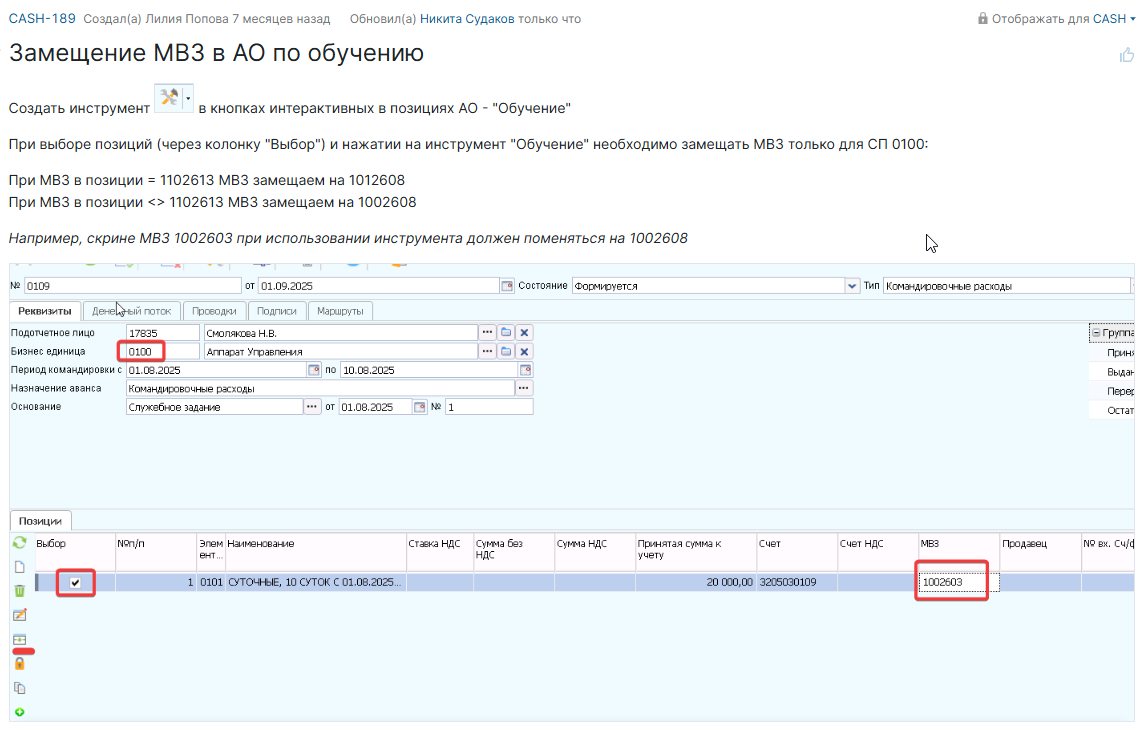 CASH-189 Создал(а) Лилия Попова 7 месяцев назад Обновил(а) Никита Судаков только что Отображать для CASH
Замещение МВЗ в АО по обучению
Создать инструмент в кнопках интерактивных в позициях АО - "Обучение"
При выборе позиций (через колонку "Выбор") и нажатии на инструмент "Обучение" необходимо замещать МВЗ только для СП 0100:
При МВЗ в позиции = 1102613 МВЗ замещаем на 1012608
При МВЗ в позиции <> 1102613 МВЗ замещаем на 1002608
Например, скрине МВЗ 1002603 при использовании инструмента должен поменяться на 1002608
№ 0109 от 01.09.2025 Состояние Формируется Тип Командировочные расходы
Реквизиты Денежный поток Проводки Подписи Маршруты
Подотчетное лицо 17835 Смолякова Н.В. Группа
Бизнес единица 0100 Аппарат Управления Приня
Период командировки с 01.08.2025 по 10.08.2025 Выдан
Назначение аванса Командировочные расходы Перер
Основание Служебное задание от 01.08.2025 № 1 Остат
Позиции
Выбор №п/п Элем Наименование Ставка НДС Сумма без Сумма НДС Принятая сумма к Счет Счет НДС МВЗ Продавец № вх. Сч/ф
ент... НДС учету
1 0101 СУТОЧНЫЕ, 10 СУТОК С 01.08.2025... 20 000,00 3205030109 1002603